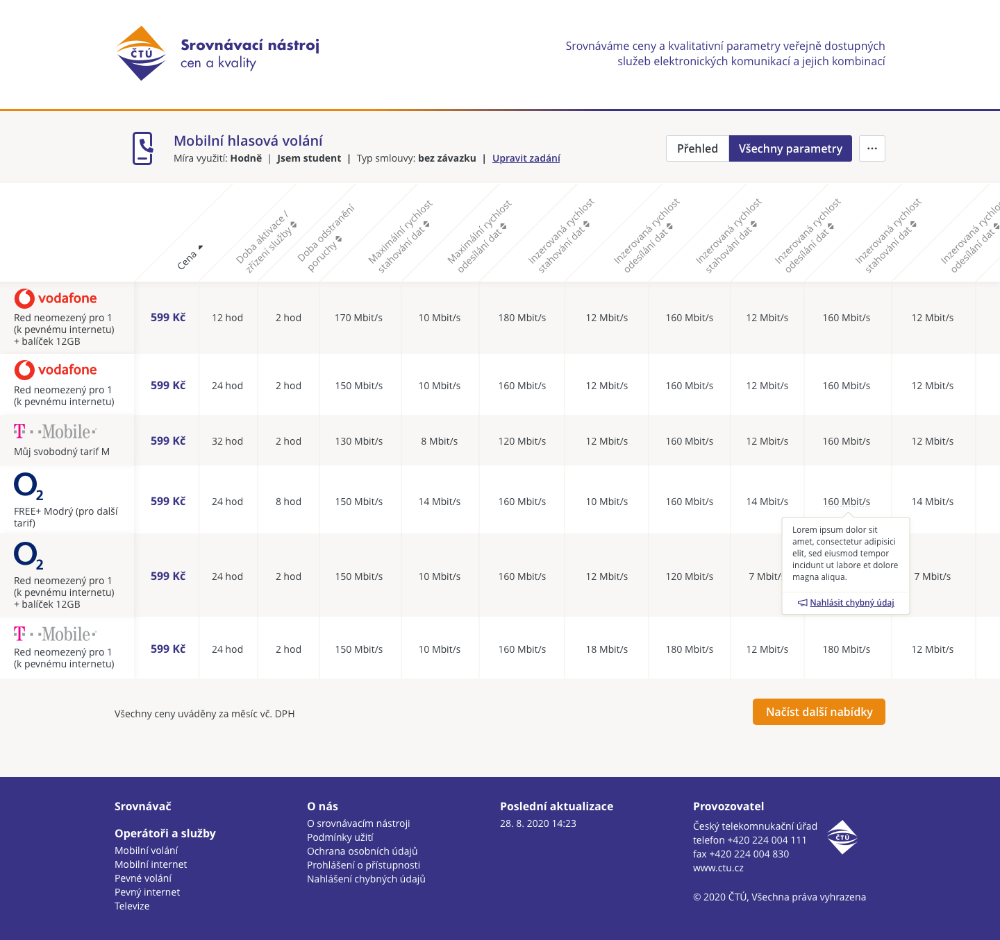 ČTÚ
Srovnávací nástroj
cen a kvality
Srovnáváme ceny a kvalitativní parametry veřejně dostupných
služeb elektronických komunikací a jejich kombinací
Mobilní hlasová volání
Míra využití: Hodně | Jsem student | Typ smlouvy: bez závazku | Upravit zadání
Přehled
Všechny parametry
Cena
Doba aktivace /
zřízení služby
Doba odstranění
poruchy
Maximální rychlost
stahování dat
Maximální rychlost
odesílání dat
Inzerovaná rychlost
stahování dat
Inzerovaná rychlost
odesílání dat
Inzerovaná rychlost
stahování dat
Inzerovaná rychlost
odesílání dat
Inzerovaná rychlost
stahování dat
Inzerovaná rychlost
odesílání dat
vodafone
Red neomezený pro 1
(k pevnému internetu)
+ balíček 12GB
599 Kč 12 hod 2 hod 170 Mbit/s 10 Mbit/s 180 Mbit/s 12 Mbit/s 160 Mbit/s 12 Mbit/s 160 Mbit/s 12 Mbit/s
vodafone
Red neomezený pro 1
(k pevnému internetu)
599 Kč 24 hod 2 hod 150 Mbit/s 10 Mbit/s 160 Mbit/s 12 Mbit/s 160 Mbit/s 12 Mbit/s 160 Mbit/s 12 Mbit/s
T · · Mobile ·
Můj svobodný tarif M
599 Kč 32 hod 2 hod 130 Mbit/s 8 Mbit/s 120 Mbit/s 12 Mbit/s 160 Mbit/s 12 Mbit/s 160 Mbit/s 12 Mbit/s
O2
FREE+ Modrý (pro další
tarif)
599 Kč 24 hod 8 hod 150 Mbit/s 14 Mbit/s 160 Mbit/s 10 Mbit/s 160 Mbit/s 14 Mbit/s 160 Mbit/s 14 Mbit/s
Lorem ipsum dolor sit
amet, consectetur adipisici
elit, sed eiusmod tempor
incidunt ut labore et dolore
magna aliqua.
Nahlásit chybný údaj
O2
Red neomezený pro 1
(k pevnému internetu)
+ balíček 12GB
599 Kč 24 hod 2 hod 150 Mbit/s 10 Mbit/s 160 Mbit/s 12 Mbit/s 120 Mbit/s 7 Mbit/s 7 Mbit/s
T · · Mobile ·
Red neomezený pro 1
(k pevnému internetu)
599 Kč 24 hod 2 hod 150 Mbit/s 10 Mbit/s 160 Mbit/s 18 Mbit/s 180 Mbit/s 12 Mbit/s 180 Mbit/s 12 Mbit/s
Všechny ceny uváděny za měsíc vč. DPH
Načíst další nabídky
Srovnávač
Operátoři a služby
Mobilní volání
Mobilní internet
Pevné volání
Pevný internet
Televize
O nás
O srovnávacím nástroji
Podmínky užití
Ochrana osobních údajů
Prohlášení o přístupnosti
Nahlášení chybných údajů
Poslední aktualizace
28. 8. 2020 14:23
Provozovatel
Český telekomnukační úřad
telefon +420 224 004 111
fax +420 224 004 830
www.ctu.cz
ČTÚ
© 2020 ČTÚ, Všechna práva vyhrazena